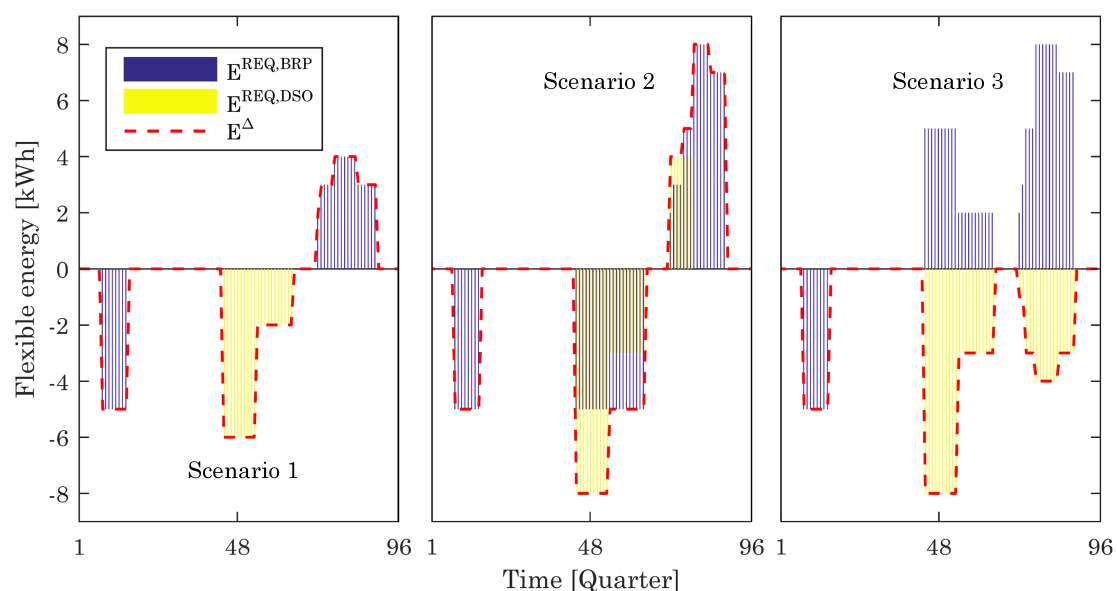 8
6
4
2
0
-2
-4
-6
-8
Flexible energy [kWh]
E^REQ,BRP
E^REQ,DSO
E^Δ
Scenario 1
Scenario 2
Scenario 3
1 48 96
1 48 96
1 48 96
Time [Quarter]